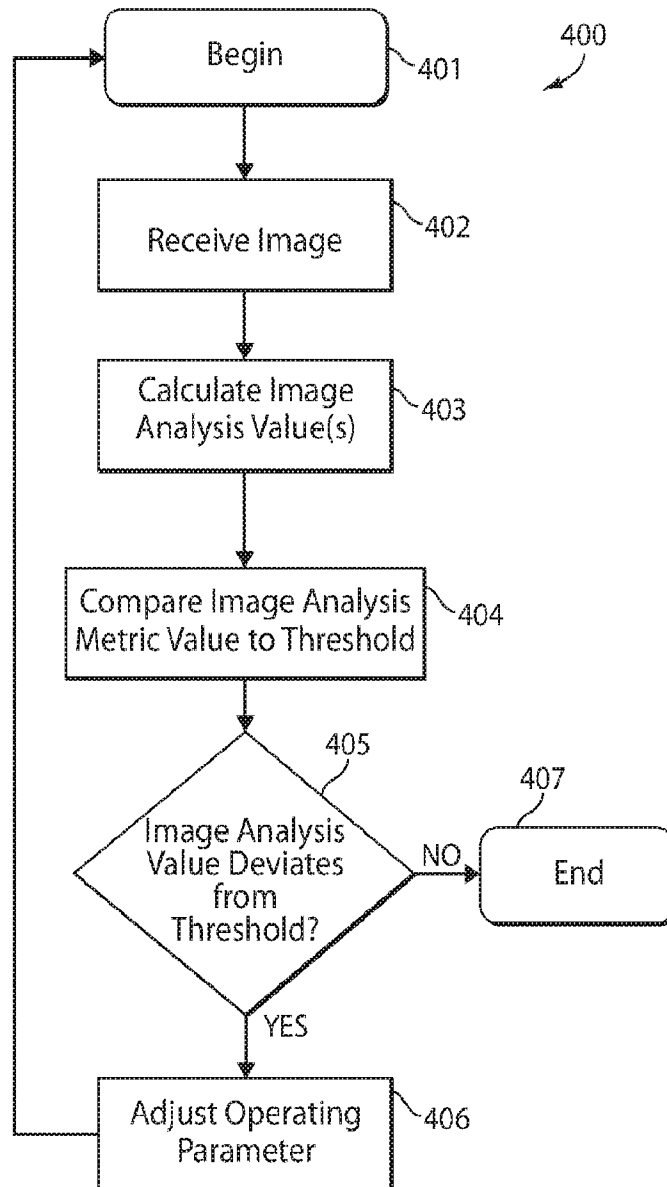 Begin
401
400
Receive Image
402
Calculate Image
Analysis Value(s)
403
Compare Image Analysis
Metric Value to Threshold
404
405
Image Analysis
Value Deviates
from
Threshold?
NO
407
End
YES
Adjust Operating
Parameter
406